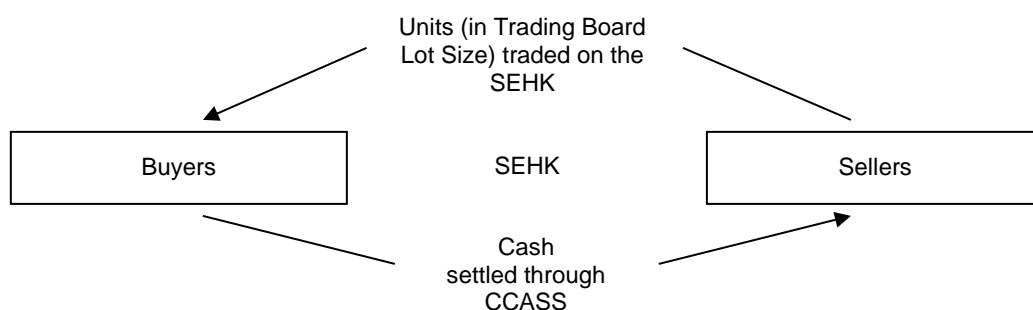 Units (in Trading Board
Lot Size) traded on the
SEHK
Buyers
SEHK
Sellers
Cash
settled through
CCASS